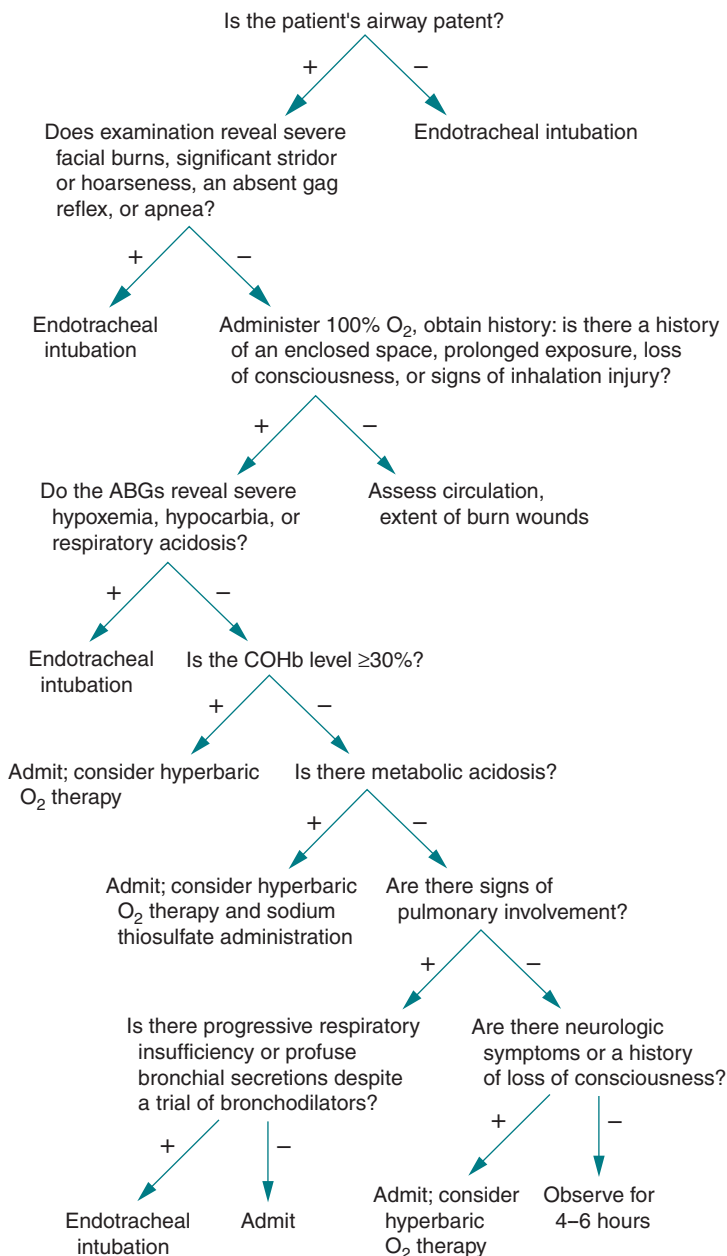 Is the patient's airway patent?
+
−
Does examination reveal severe
facial burns, significant stridor
or hoarseness, an absent gag
reflex, or apnea?
Endotracheal intubation
+
−
Endotracheal
intubation
Administer 100% O2, obtain history: is there a history
of an enclosed space, prolonged exposure, loss
of consciousness, or signs of inhalation injury?
+
−
Do the ABGs reveal severe
hypoxemia, hypocarbia, or
respiratory acidosis?
Assess circulation,
extent of burn wounds
+
−
Endotracheal
intubation
Is the COHb level ≥30%?
+
−
Admit; consider hyperbaric
O2 therapy
Is there metabolic acidosis?
+
−
Admit; consider hyperbaric
O2 therapy and sodium
thiosulfate administration
Are there signs of
pulmonary involvement?
+
−
Is there progressive respiratory
insufficiency or profuse
bronchial secretions despite
a trial of bronchodilators?
Are there neurologic
symptoms or a history
of loss of consciousness?
+
−
+
−
Endotracheal
intubation
Admit
Admit; consider
hyperbaric
O2 therapy
Observe for
4–6 hours